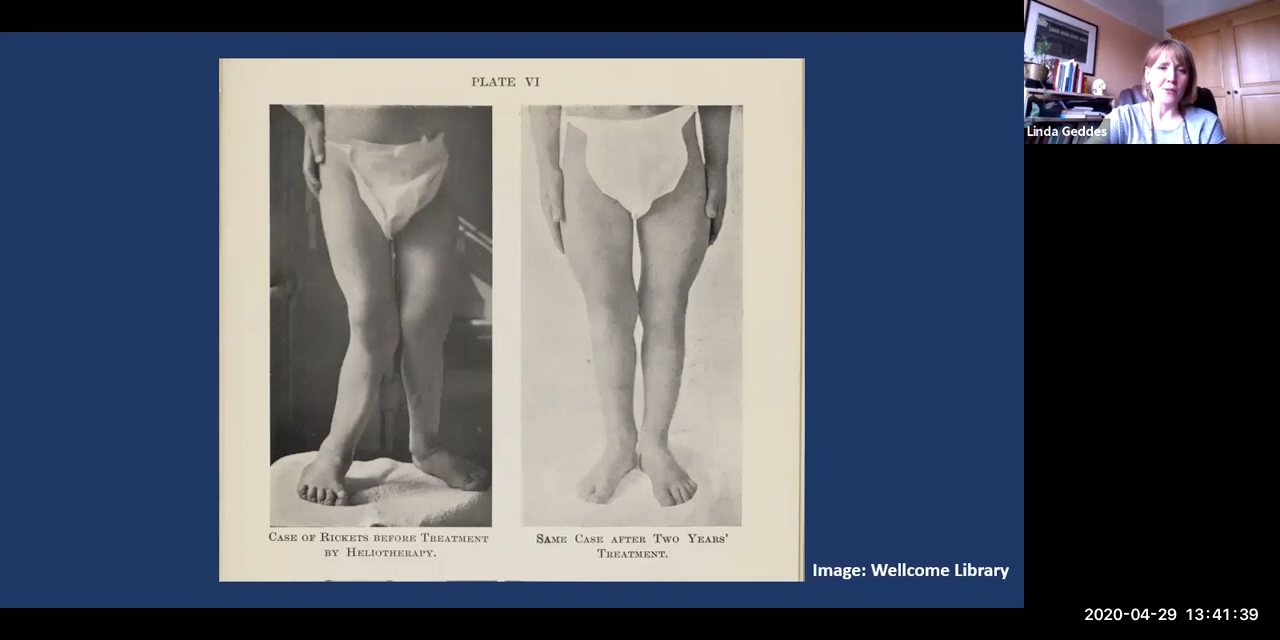 PLATE VI
CASE OF RICKETS BEFORE TREATMENT
BY HELIOTHERAPY.
SAME CASE AFTER TWO YEARS'
TREATMENT.
Image: Wellcome Library
Linda Geddes
2020-04-29 13:41:39